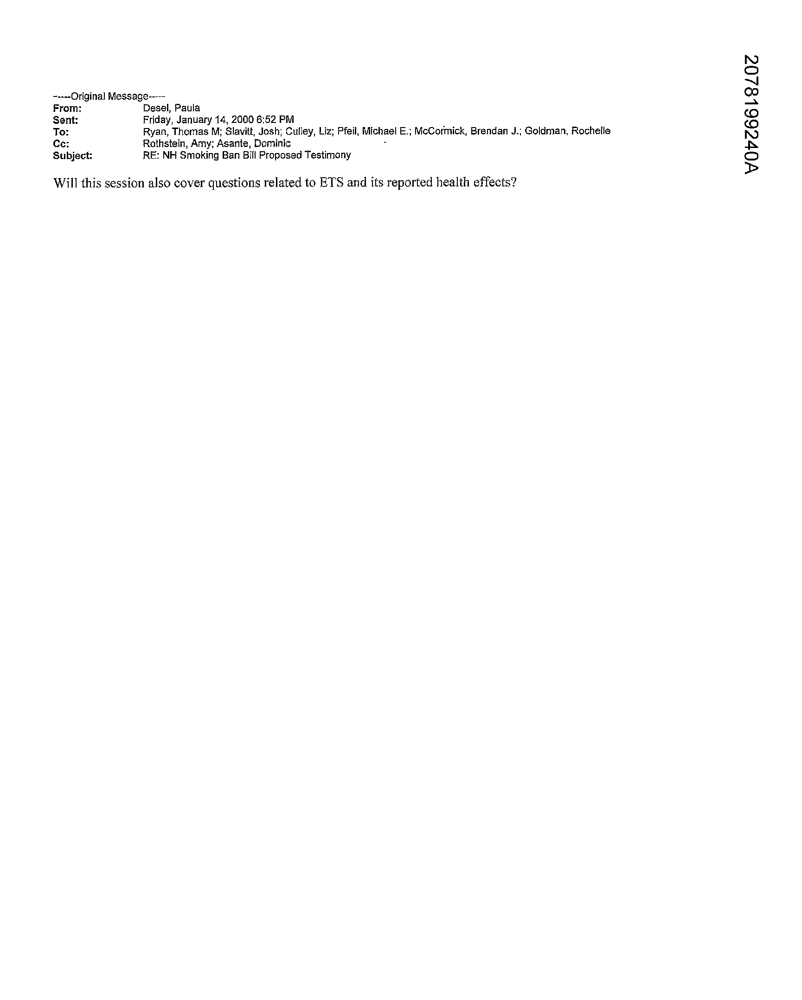 -----Original Message-----
From: Desel, Paula
Sent: Friday, January 14, 2000 6:52 PM
To: Ryan, Thomas M; Slavitt, Josh; Culley, Liz; Pfeil, Michael E.; McCormick, Brendan J.; Goldman, Rochelle
Cc: Rothstein, Amy; Asante, Dominic
Subject: RE: NH Smoking Ban Bill Proposed Testimony
Will this session also cover questions related to ETS and its reported health effects?
2078199240A